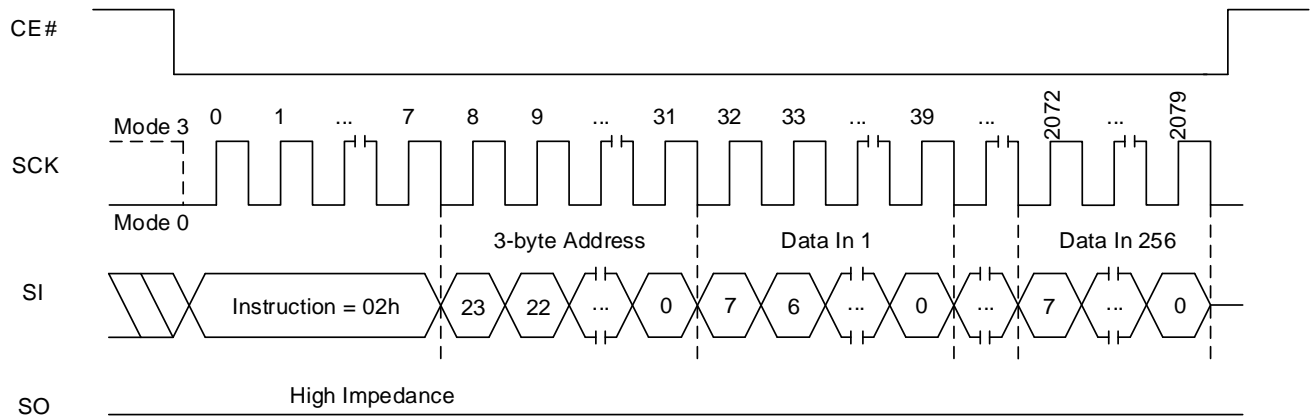 CE#
0 1 ... 7 8 9 ... 31 32 33 ... 39 ... 2072 ... 2079
Mode 3
SCK
Mode 0
3-byte Address Data In 1 Data In 256
SI Instruction = 02h 23 22 ... 0 7 6 ... 0 ... 7 ... 0
High Impedance
SO